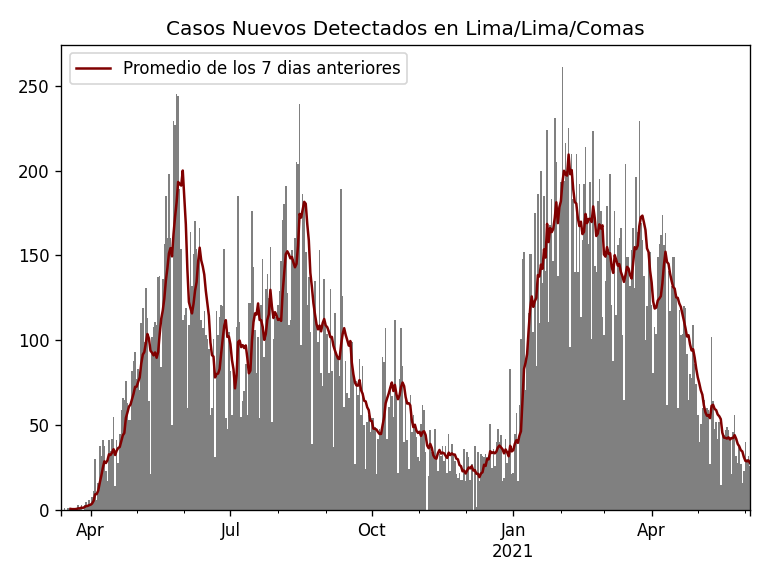 Casos Nuevos Detectados en Lima/Lima/Comas
Promedio de los 7 dias anteriores
250
200
150
100
50
0
Apr Jul Oct Jan Apr
2021